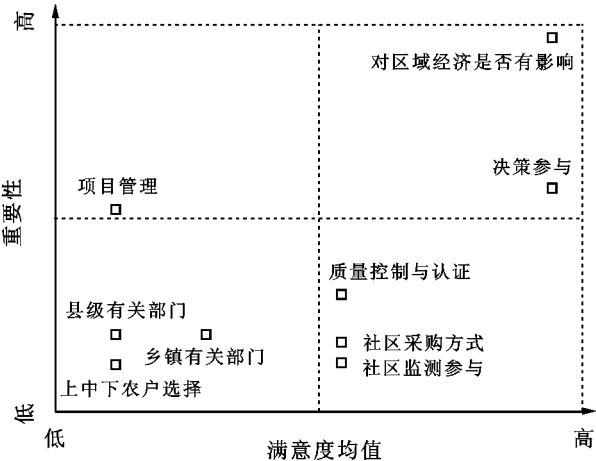 高
对区域经济是否有影响
决策参与
项目管理
重要性
质量控制与认证
县级有关部门
社区采购方式
乡镇有关部门
社区监测参与
上中下农户选择
低
低
高
满意度均值